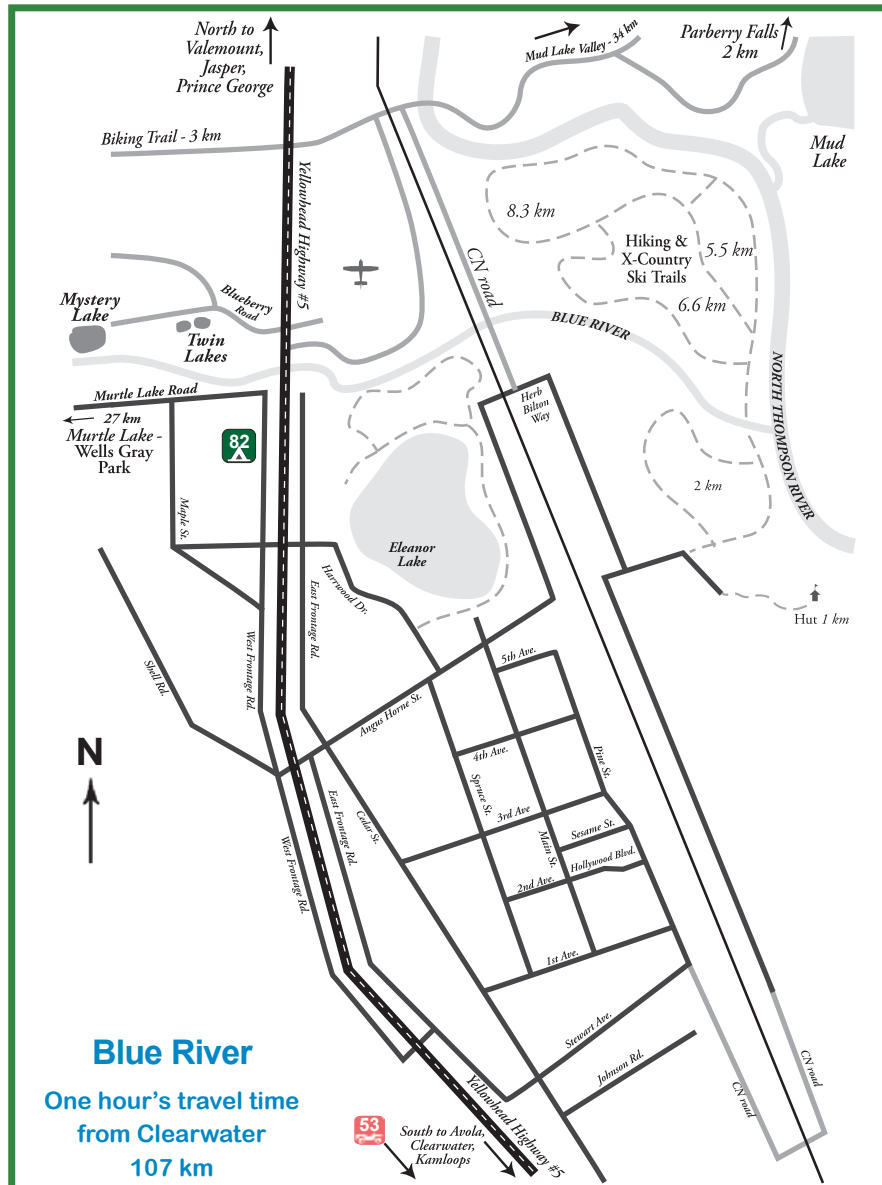 North to
Valemount,
Jasper,
Prince George
Mud Lake Valley - 34 km
Parberry Falls
2 km
Biking Trail - 3 km
Mud
Lake
Yellowhead Highway #5
8.3 km
CN road
Hiking &
X-Country
Ski Trails
5.5 km
6.6 km
Mystery
Lake
Blueberry
Road
Twin
Lakes
BLUE RIVER
NORTH THOMPSON RIVER
Murtle Lake Road
27 km
Murtle Lake -
Wells Gray
Park
82
Herb
Bilton
Way
2 km
Maple St.
Eleanor
Lake
Harrwood Dr.
East Frontage Rd.
West Frontage Rd.
Shell Rd.
Hut 1 km
5th Ave.
Angus Horne St.
4th Ave.
Pine St.
Spruce St.
3rd Ave
Sesame St.
Main St.
Hollywood Blvd.
2nd Ave.
1st Ave.
N
East Frontage Rd.
Cedar St.
West Frontage Rd.
Stewart Ave.
Johnson Rd.
CN road
CN road
Blue River
One hour's travel time
from Clearwater
107 km
53
South to Avola,
Clearwater,
Kamloops
Yellowhead Highway #5